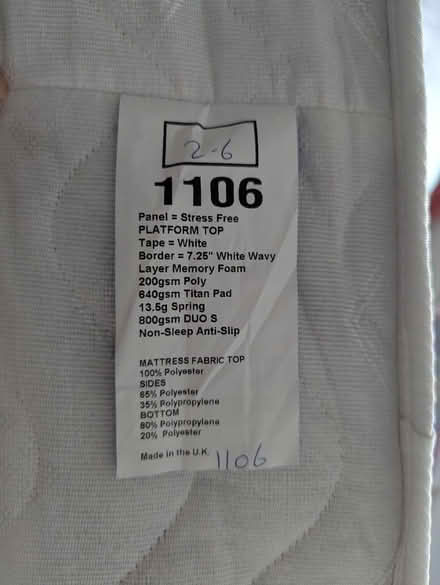 2-6
1106
Panel = Stress Free
PLATFORM TOP
Tape = White
Border = 7.25" White Wavy
Layer Memory Foam
200gsm Poly
640gsm Titan Pad
13.5g Spring
800gsm DUO S
Non-Sleep Anti-Slip
MATTRESS FABRIC TOP
100% Polyester
SIDES
65% Polyester
35% Polypropylene
BOTTOM
80% Polypropylene
20% Polyester
Made in the U.K.
1106